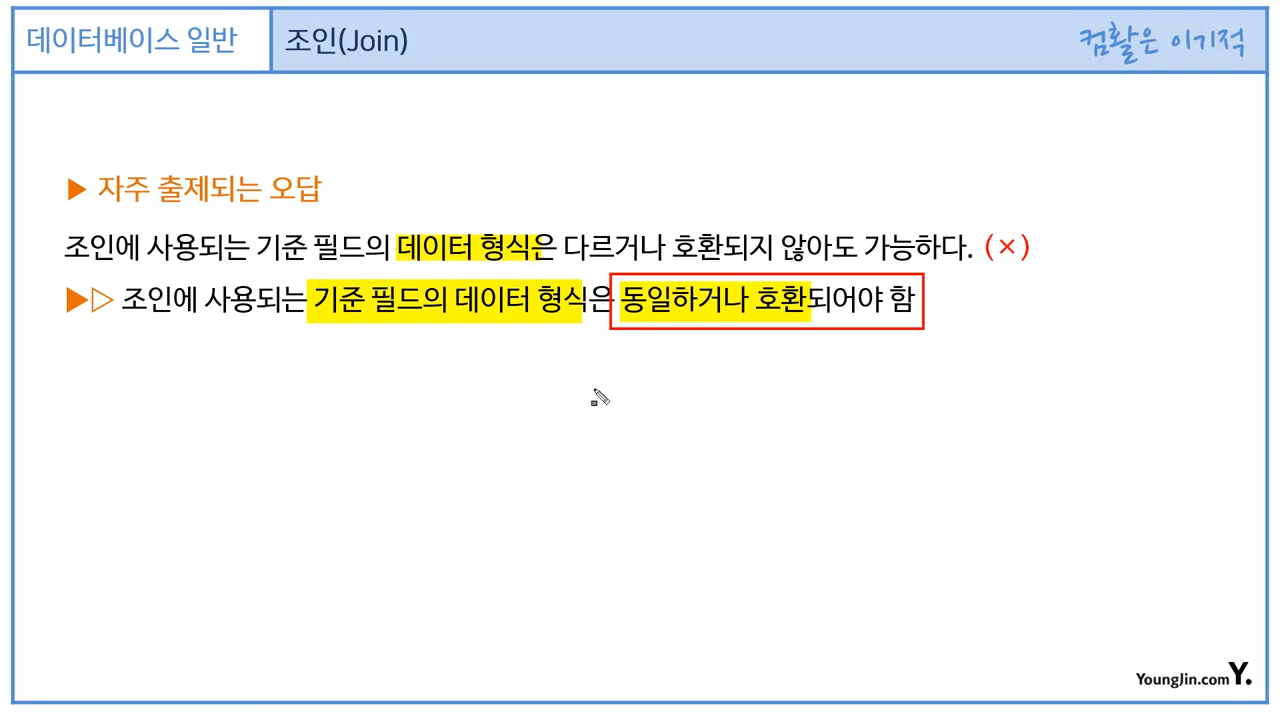 데이터베이스 일반
조인(Join)
컴활은 이기적
▶ 자주 출제되는 오답
조인에 사용되는 기준 필드의 데이터 형식은 다르거나 호환되지 않아도 가능하다. (×)
▶▷ 조인에 사용되는 기준 필드의 데이터 형식은 동일하거나 호환되어야 함
YoungJin.com Y.